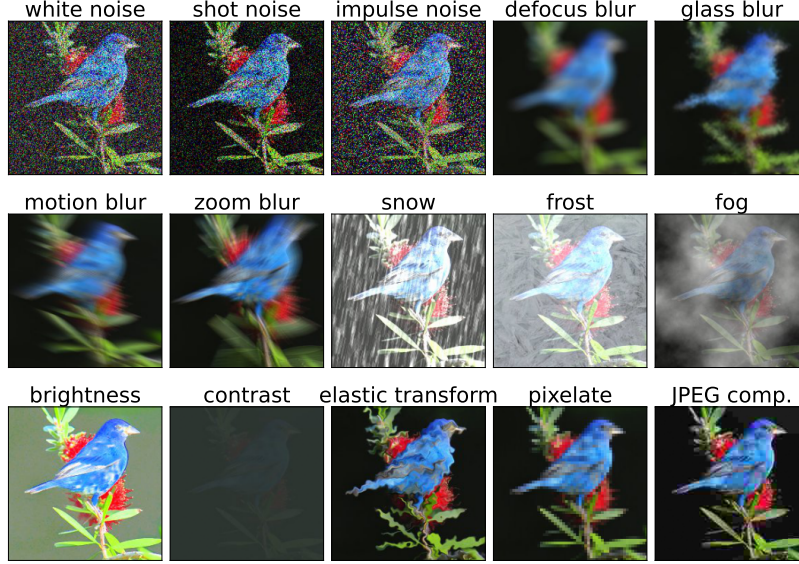 white noise shot noise impulse noise defocus blur glass blur
motion blur zoom blur snow frost fog
brightness contrast elastic transform pixelate JPEG comp.